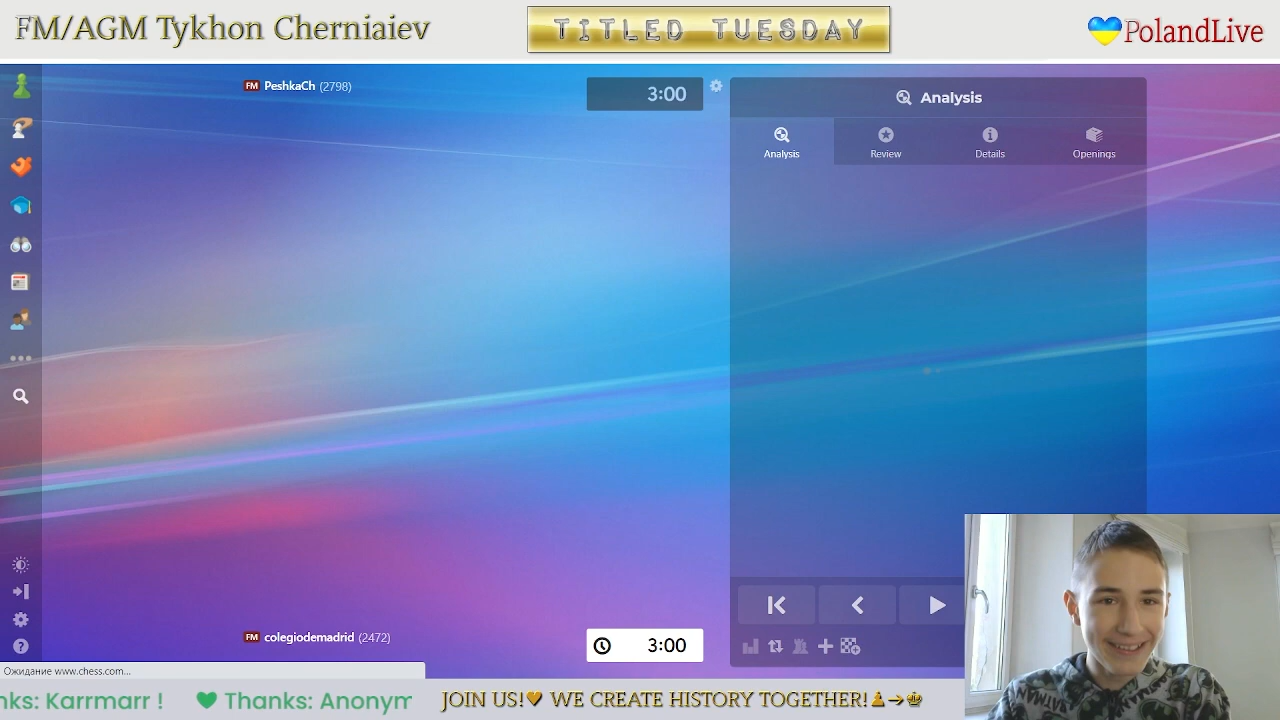 FM/AGM Tykhon Cherniaiev
TITLED TUESDAY
PolandLive
FM PeshkaCh (2798)
3:00
Analysis
Analysis
Review
Details
Openings
FM colegiodemadrid (2472)
3:00
Ожидание www.chess.com...
nks: Karrmarr !
Thanks: Anonym
JOIN US! WE CREATE HISTORY TOGETHER!
BATMAN